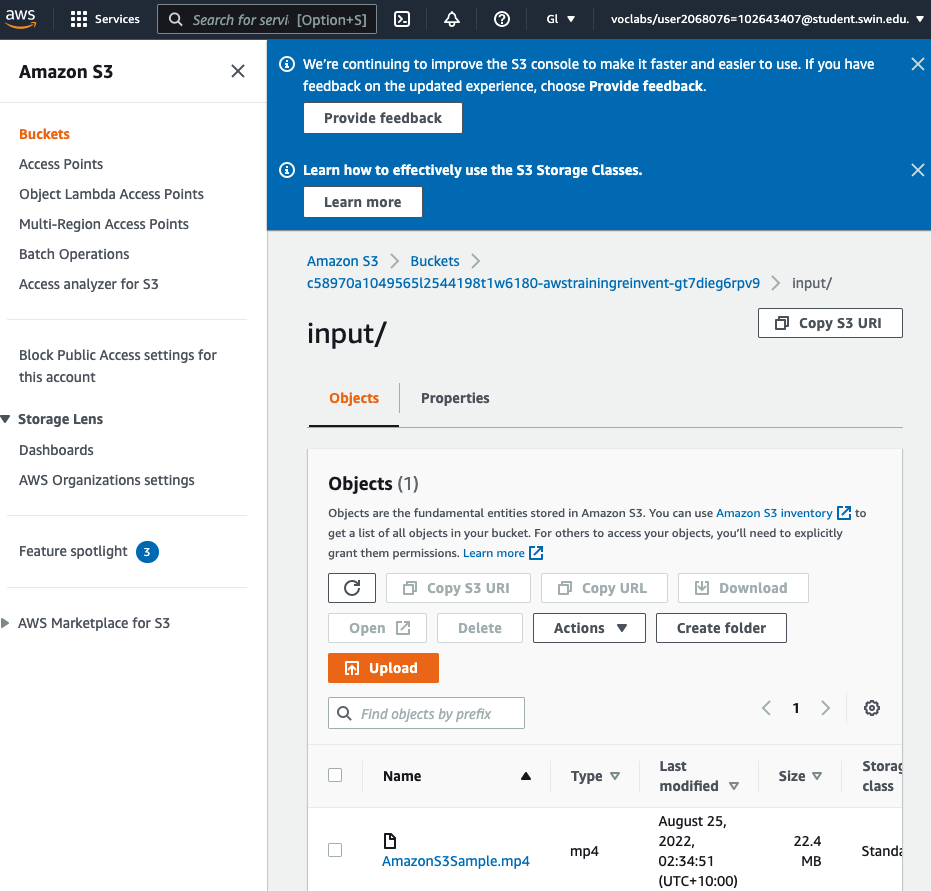 aws
Services
Search for servi [Option+S]
Gl ▼
voclabs/user2068076=102643407@student.swin.edu. ▼
Amazon S3
Buckets
Access Points
Object Lambda Access Points
Multi-Region Access Points
Batch Operations
Access analyzer for S3
Block Public Access settings for
this account
Storage Lens
Dashboards
AWS Organizations settings
Feature spotlight 3
AWS Marketplace for S3
We're continuing to improve the S3 console to make it faster and easier to use. If you have
feedback on the updated experience, choose Provide feedback.
Provide feedback
Learn how to effectively use the S3 Storage Classes.
Learn more
Amazon S3 > Buckets >
c58970a1049565l2544198t1w6180-awstrainingreinvent-gt7dieg6rpv9 > input/
input/
Copy S3 URI
Objects
Properties
Objects (1)
Objects are the fundamental entities stored in Amazon S3. You can use Amazon S3 inventory to
get a list of all objects in your bucket. For others to access your objects, you'll need to explicitly
grant them permissions. Learn more
Copy S3 URI
Copy URL
Download
Open
Delete
Actions ▼
Create folder
Upload
Find objects by prefix
1
Name
Type
Last
modified
Size
Storag
class
AmazonS3Sample.mp4
mp4
August 25,
2022,
02:34:51
(UTC+10:00)
22.4
MB
Standa